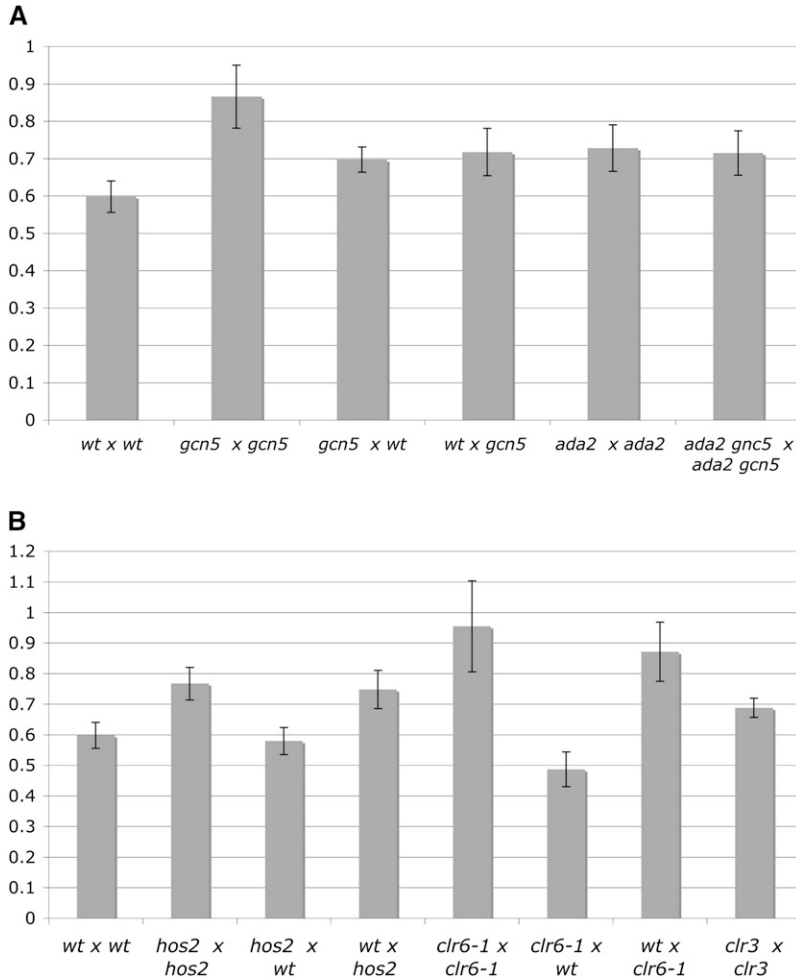 A
1
0.9
0.8
0.7
0.6
0.5
0.4
0.3
0.2
0.1
0
wt x wt
gcn5 x gcn5
gcn5 x wt
wt x gcn5
ada2 x ada2
ada2 gnc5 x
ada2 gcn5
B
1.2
1.1
1
0.9
0.8
0.7
0.6
0.5
0.4
0.3
0.2
0.1
0
wt x wt
hos2 x
hos2
hos2 x
wt
wt x
hos2
clr6-1 x
clr6-1
clr6-1 x
wt
wt x
clr6-1
clr3 x
clr3